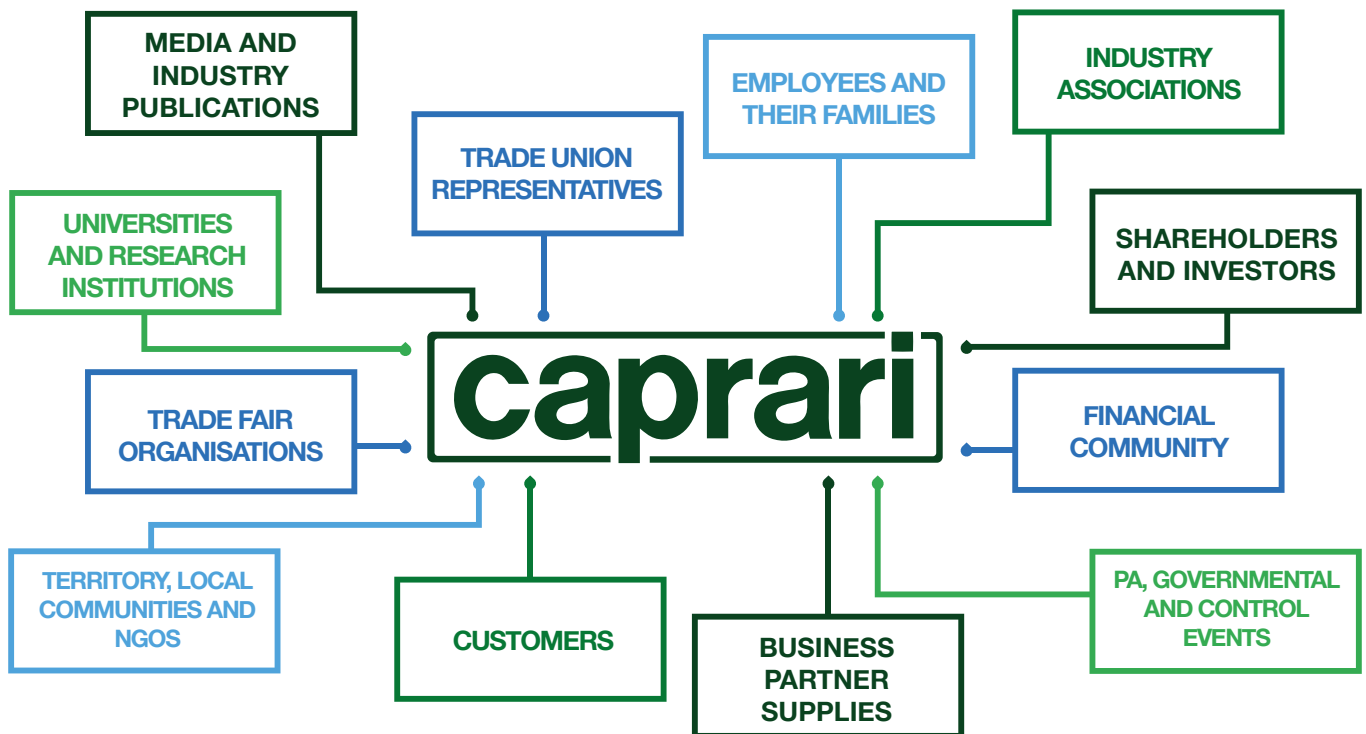 MEDIA AND
INDUSTRY
PUBLICATIONS
EMPLOYEES AND
THEIR FAMILIES
INDUSTRY
ASSOCIATIONS
TRADE UNION
REPRESENTATIVES
UNIVERSITIES
AND RESEARCH
INSTITUTIONS
SHAREHOLDERS
AND INVESTORS
caprari
TRADE FAIR
ORGANISATIONS
FINANCIAL
COMMUNITY
TERRITORY, LOCAL
COMMUNITIES AND
NGOS
CUSTOMERS
BUSINESS
PARTNER
SUPPLIES
PA, GOVERNMENTAL
AND CONTROL
EVENTS